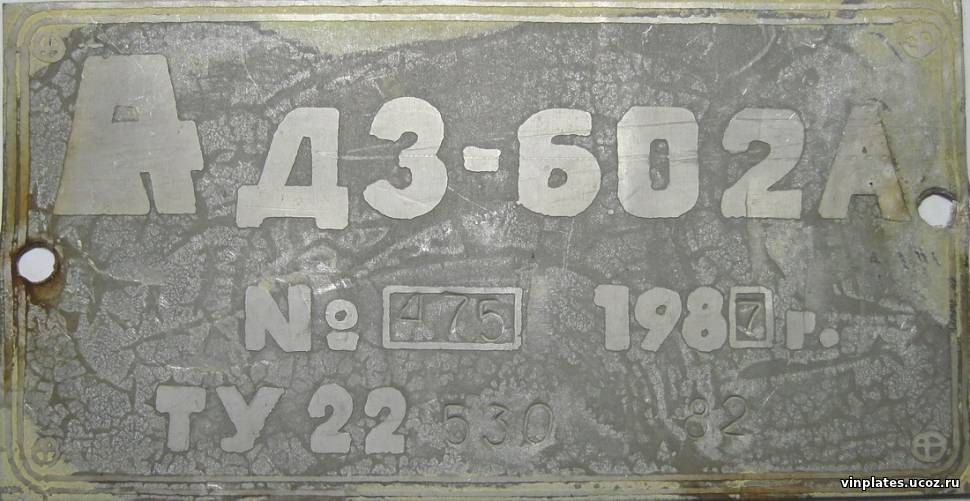 ДЗ-602А
№ 475 1987 г.
ТУ 22 530 82
vinplates.ucoz.ru